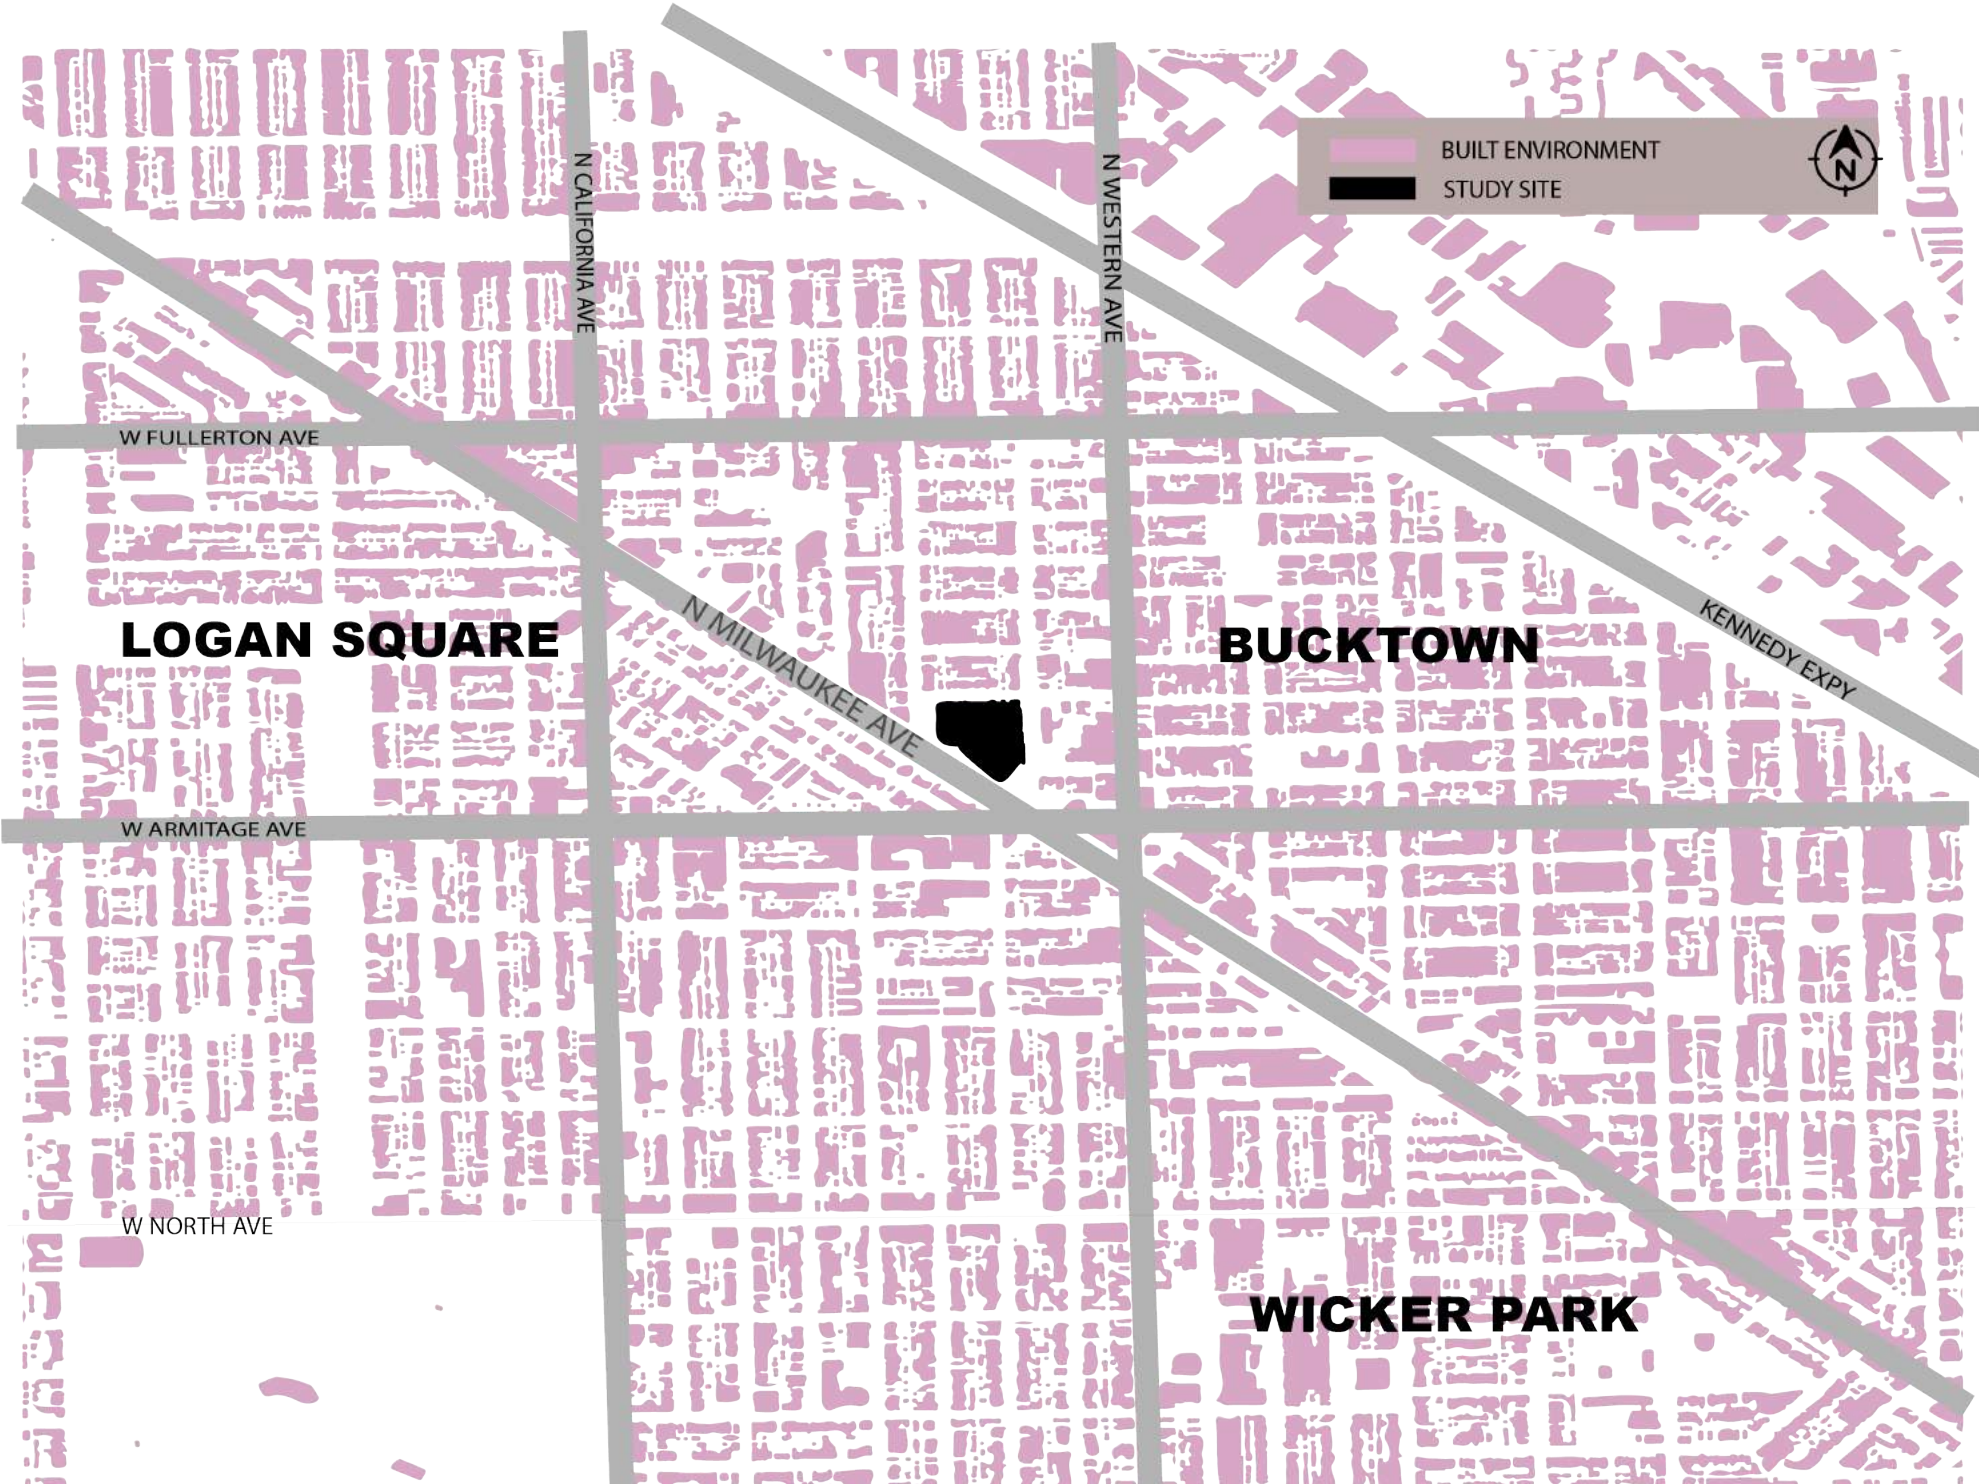 BUILT ENVIRONMENT
N
STUDY SITE
N CALIFORNIA AVE
N WESTERN AVE
W FULLERTON AVE
N MILWAUKEE AVE
LOGAN SQUARE
BUCKTOWN
KENNEDY EXPY
W ARMITAGE AVE
W NORTH AVE
WICKER PARK